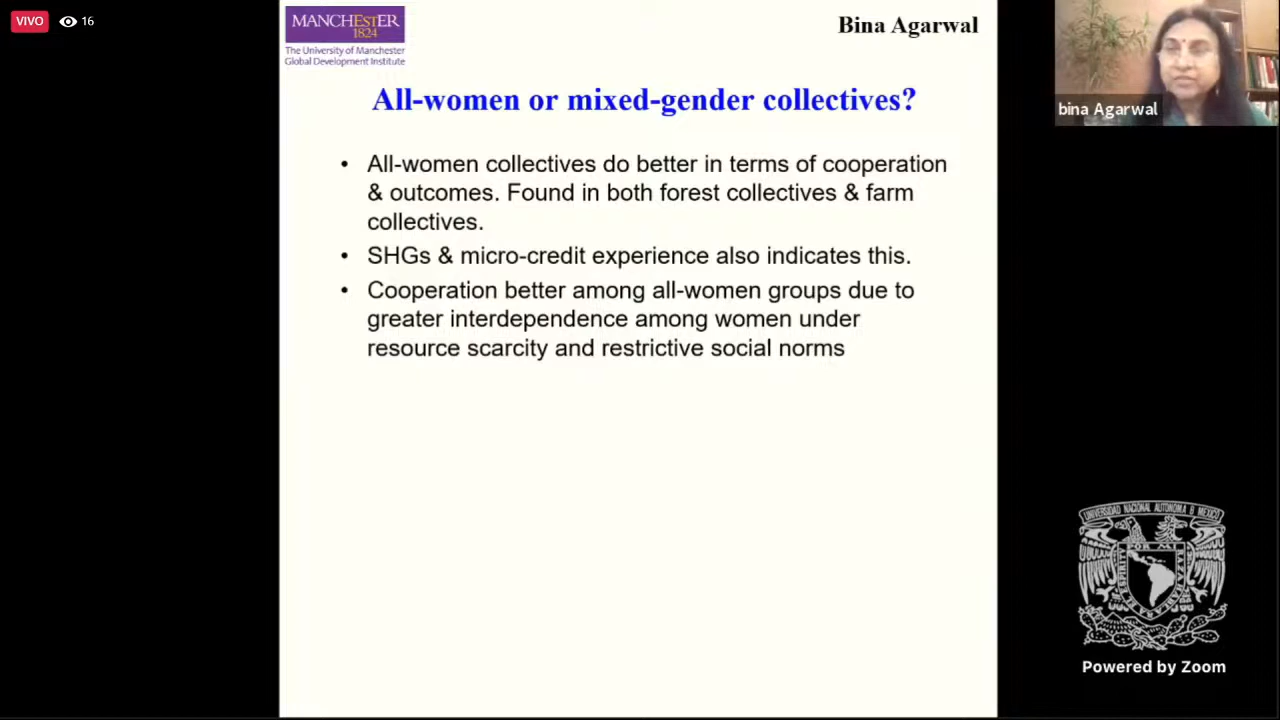 VIVO 16
MANCHESTER
1824
The University of Manchester
Global Development Institute
Bina Agarwal
bina Agarwal
All-women or mixed-gender collectives?
• All-women collectives do better in terms of cooperation
& outcomes. Found in both forest collectives & farm
collectives.
• SHGs & micro-credit experience also indicates this.
• Cooperation better among all-women groups due to
greater interdependence among women under
resource scarcity and restrictive social norms
UNIVERSIDAD NACIONAL AUTONOMA
POR MI
Powered by Zoom